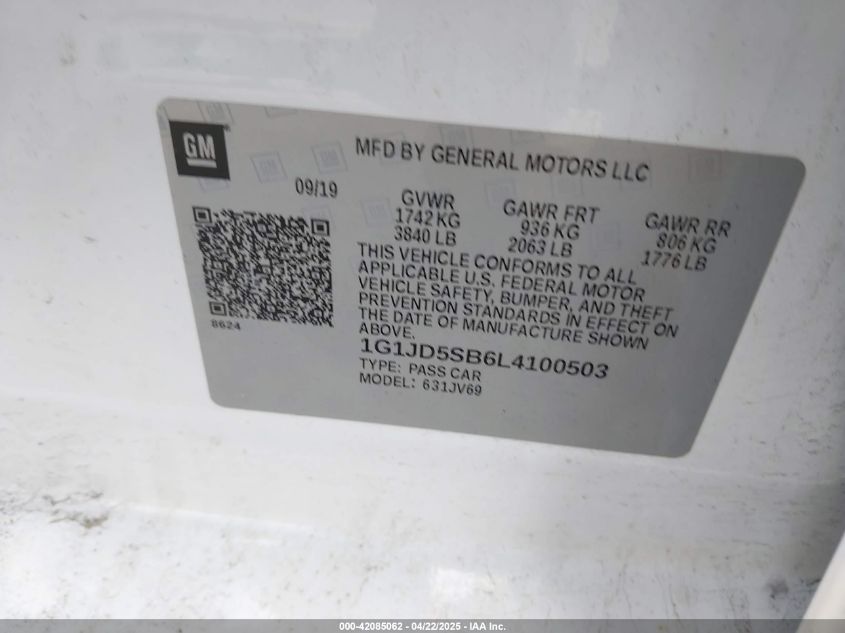 GM
MFD BY GENERAL MOTORS LLC
09/19
GVWR
1742 KG
3840 LB
GAWR FRT
936 KG
2063 LB
GAWR RR
806 KG
1776 LB
THIS VEHICLE CONFORMS TO ALL
APPLICABLE U.S. FEDERAL MOTOR
VEHICLE SAFETY, BUMPER, AND THEFT
PREVENTION STANDARDS IN EFFECT ON
THE DATE OF MANUFACTURE SHOWN
ABOVE.
8624
1G1JD5SB6L4100503
TYPE: PASS CAR
MODEL: 631JV69
000-42085062 - 04/22/2025 - IAA Inc.